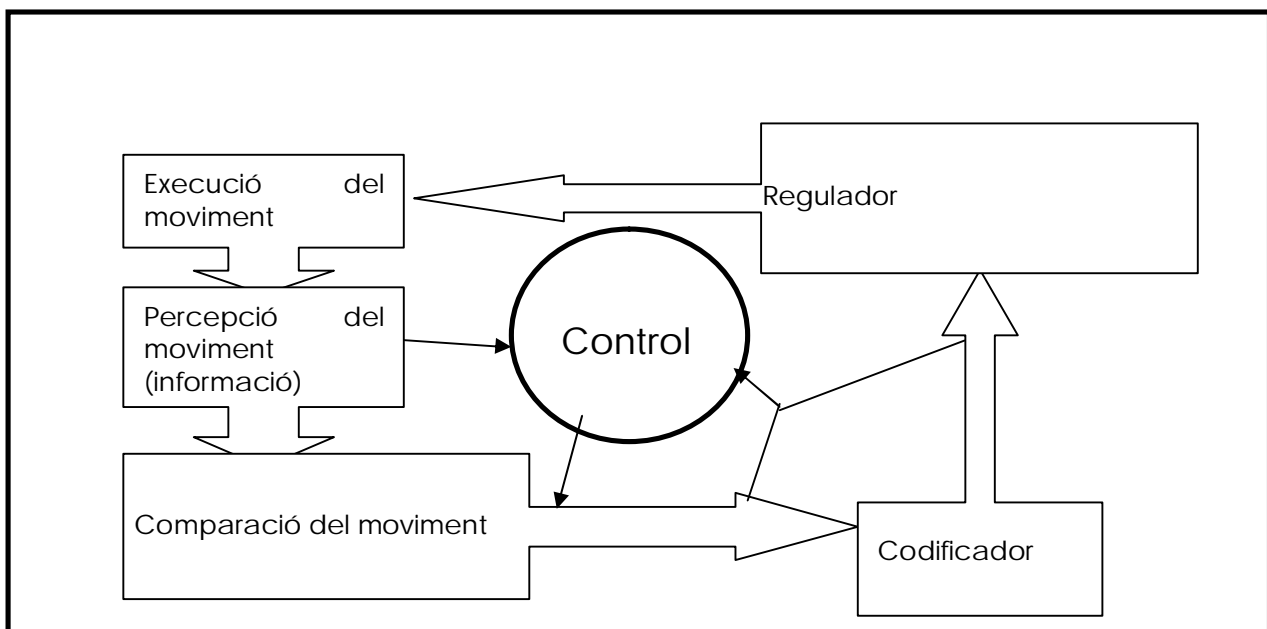 Execució del
moviment
Regulador
Percepció del
moviment
(informació)
Control
Comparació del moviment
Codificador